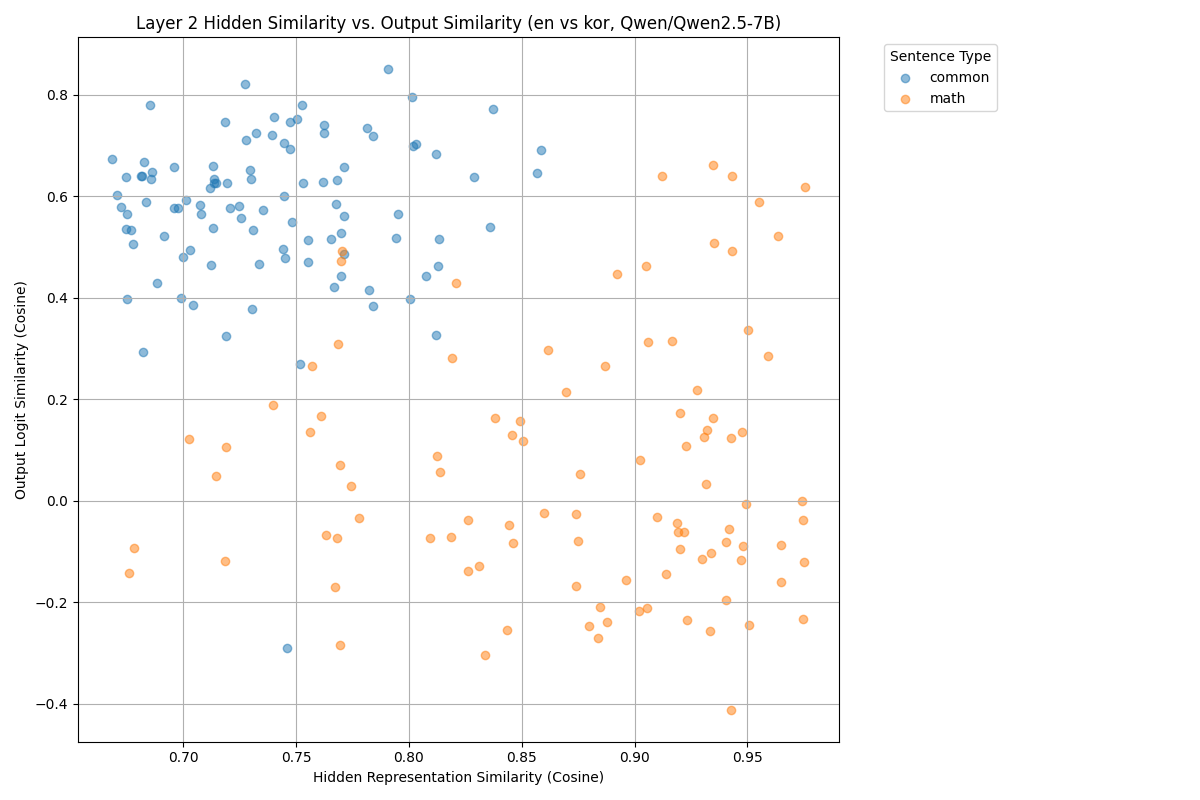 Layer 2 Hidden Similarity vs. Output Similarity (en vs kor, Qwen/Qwen2.5-7B)
Sentence Type
common
math
Output Logit Similarity (Cosine)
0.8
0.6
0.4
0.2
0.0
−0.2
−0.4
0.70
0.75
0.80
0.85
0.90
0.95
Hidden Representation Similarity (Cosine)